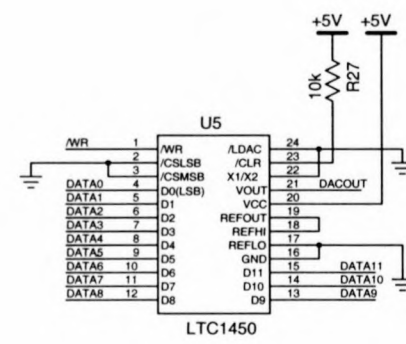 +5V +5V
10k R27
U5
/WR 1 /WR /LDAC 24
2 /CSLSB /CLR 23
3 /CSMSB X1/X2 22
DATA0 4 D0(LSB) VOUT 21 DACOUT
DATA1 5 D1 VCC 20
DATA2 6 D2 REFOUT 19
DATA3 7 D3 REFHI 18
DATA4 8 D4 REFLO 17
DATA5 9 D5 GND 16
DATA6 10 D6 D11 15 DATA11
DATA7 11 D7 D10 14 DATA10
DATA8 12 D8 D9 13 DATA9
LTC1450